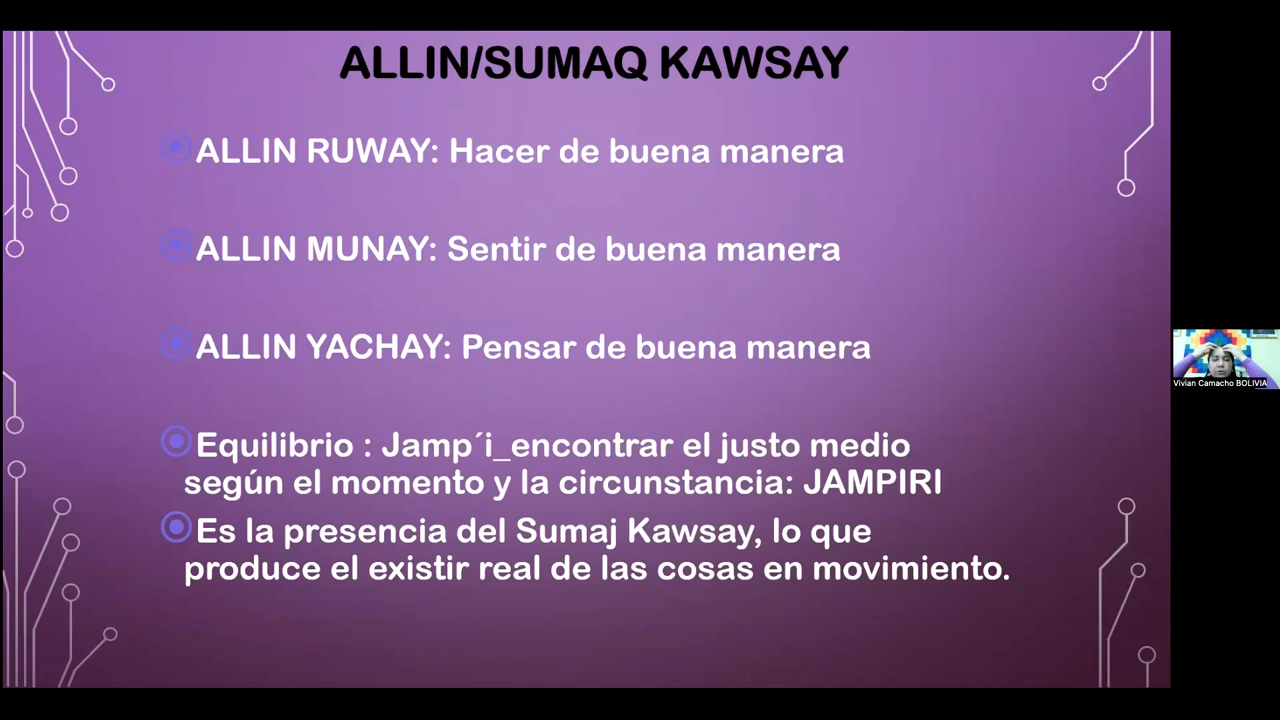 ALLIN/SUMAQ KAWSAY
ALLIN RUWAY: Hacer de buena manera
ALLIN MUNAY: Sentir de buena manera
ALLIN YACHAY: Pensar de buena manera
Equilibrio : Jamp´i_encontrar el justo medio
según el momento y la circunstancia: JAMPIRI
Es la presencia del Sumaj Kawsay, lo que
produce el existir real de las cosas en movimiento.
Vivian Camacho BOLIVIA